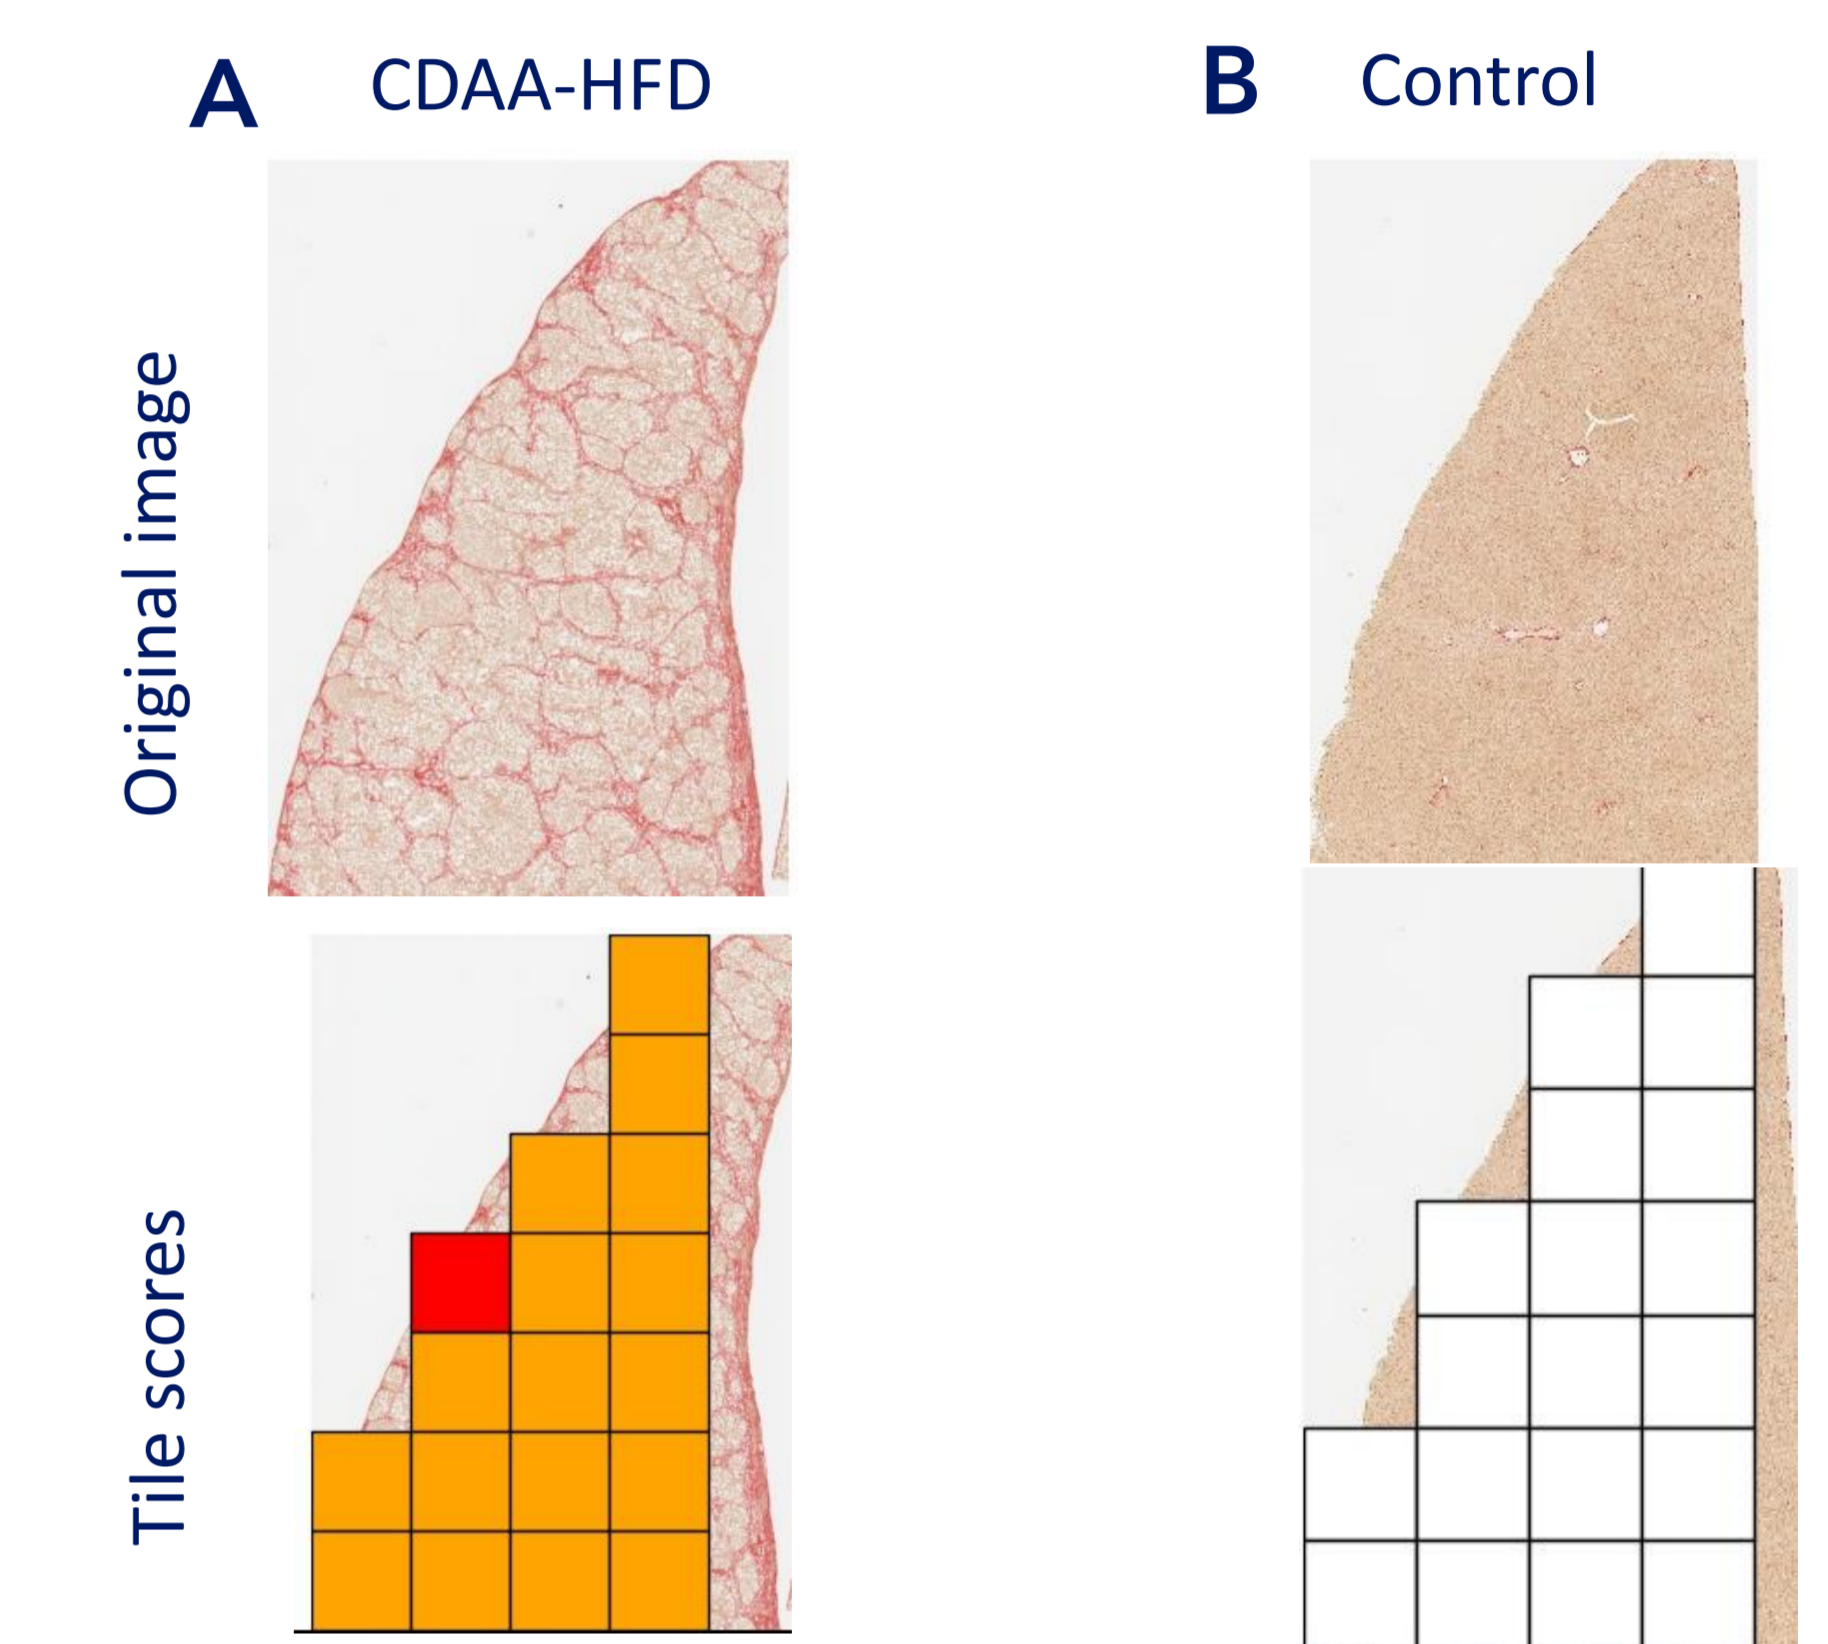 A
CDAA-HFD
B
Control
Original image
Tile scores